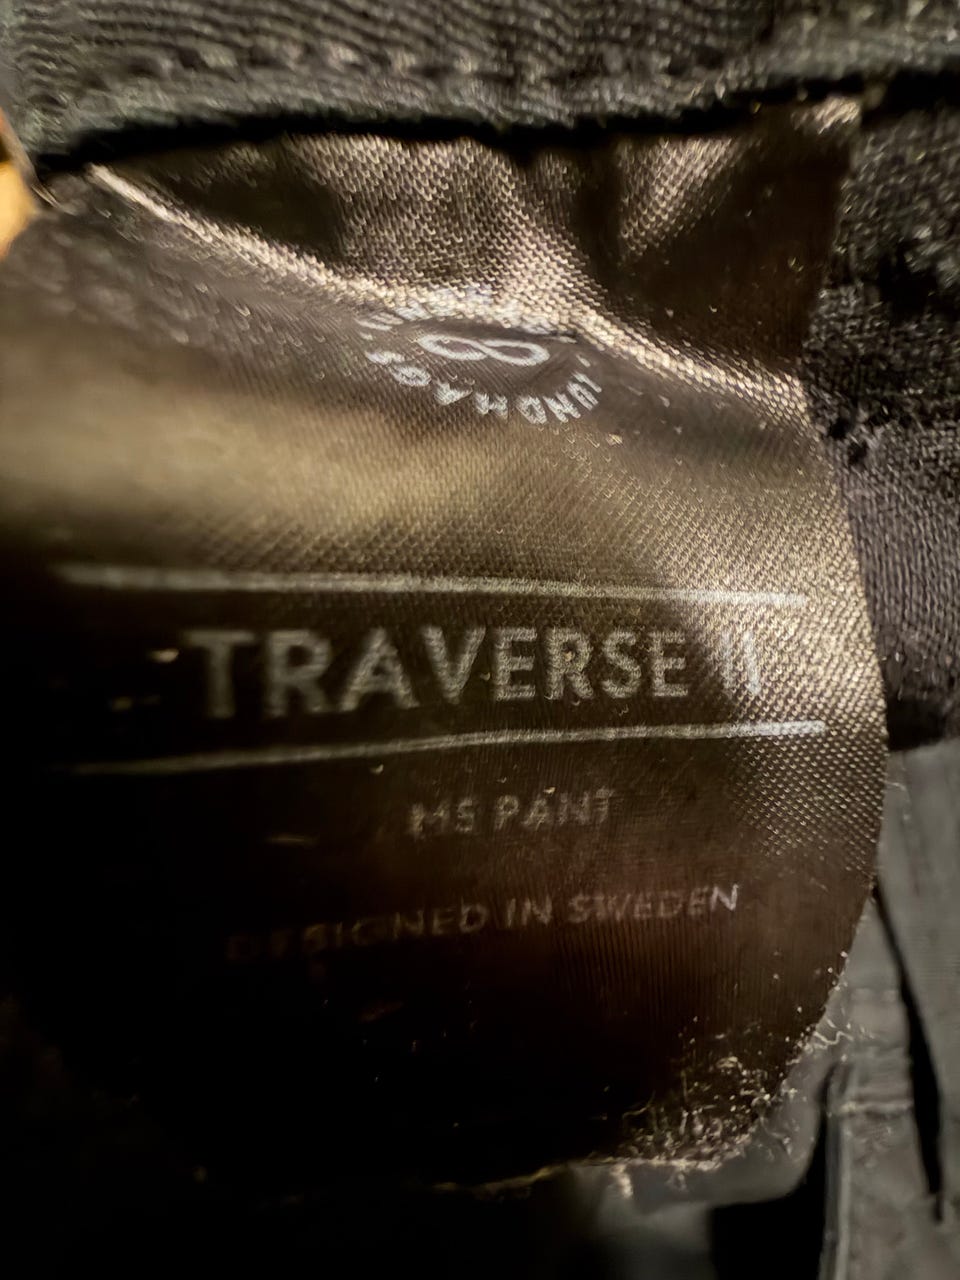 LUNDHAGS
TRAVERSE II
MS PANT
DESIGNED IN SWEDEN